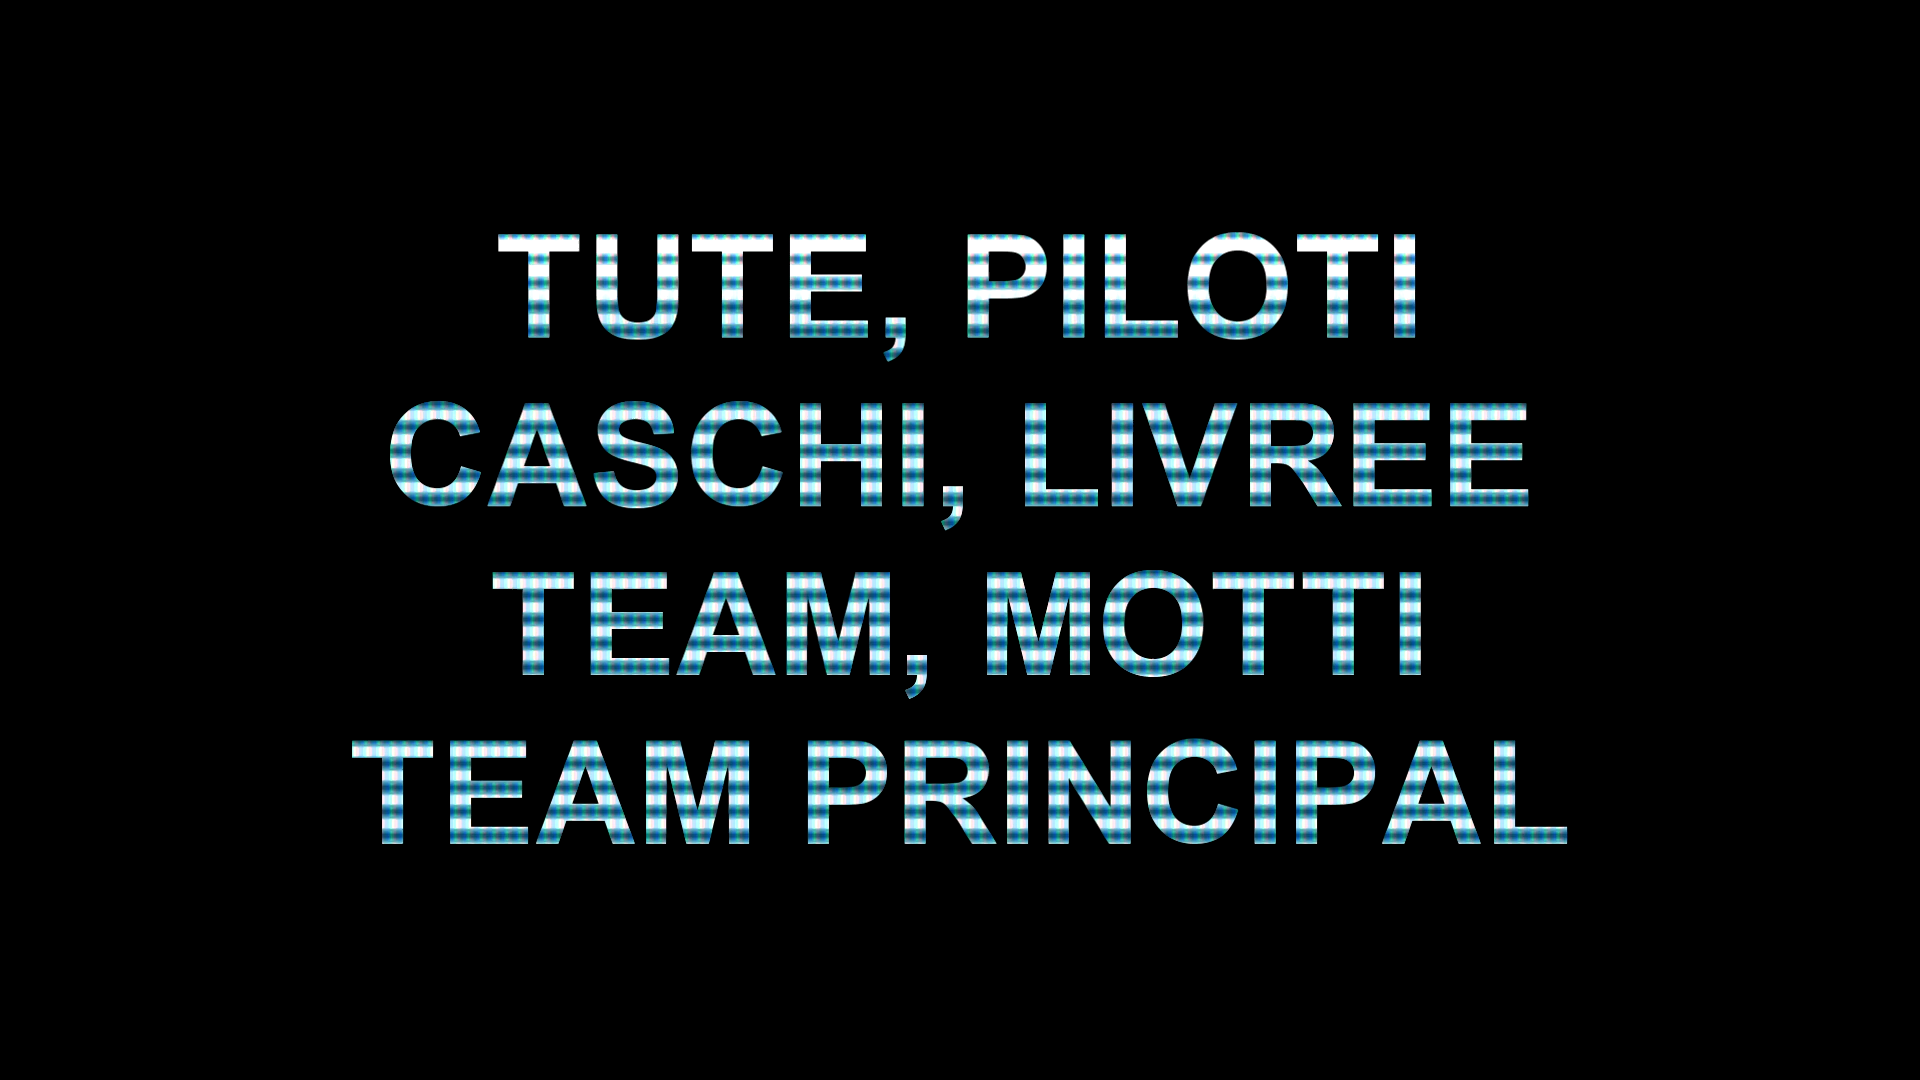 TUTE, PILOTI
CASCHI, LIVREE
TEAM, MOTTI
TEAM PRINCIPAL